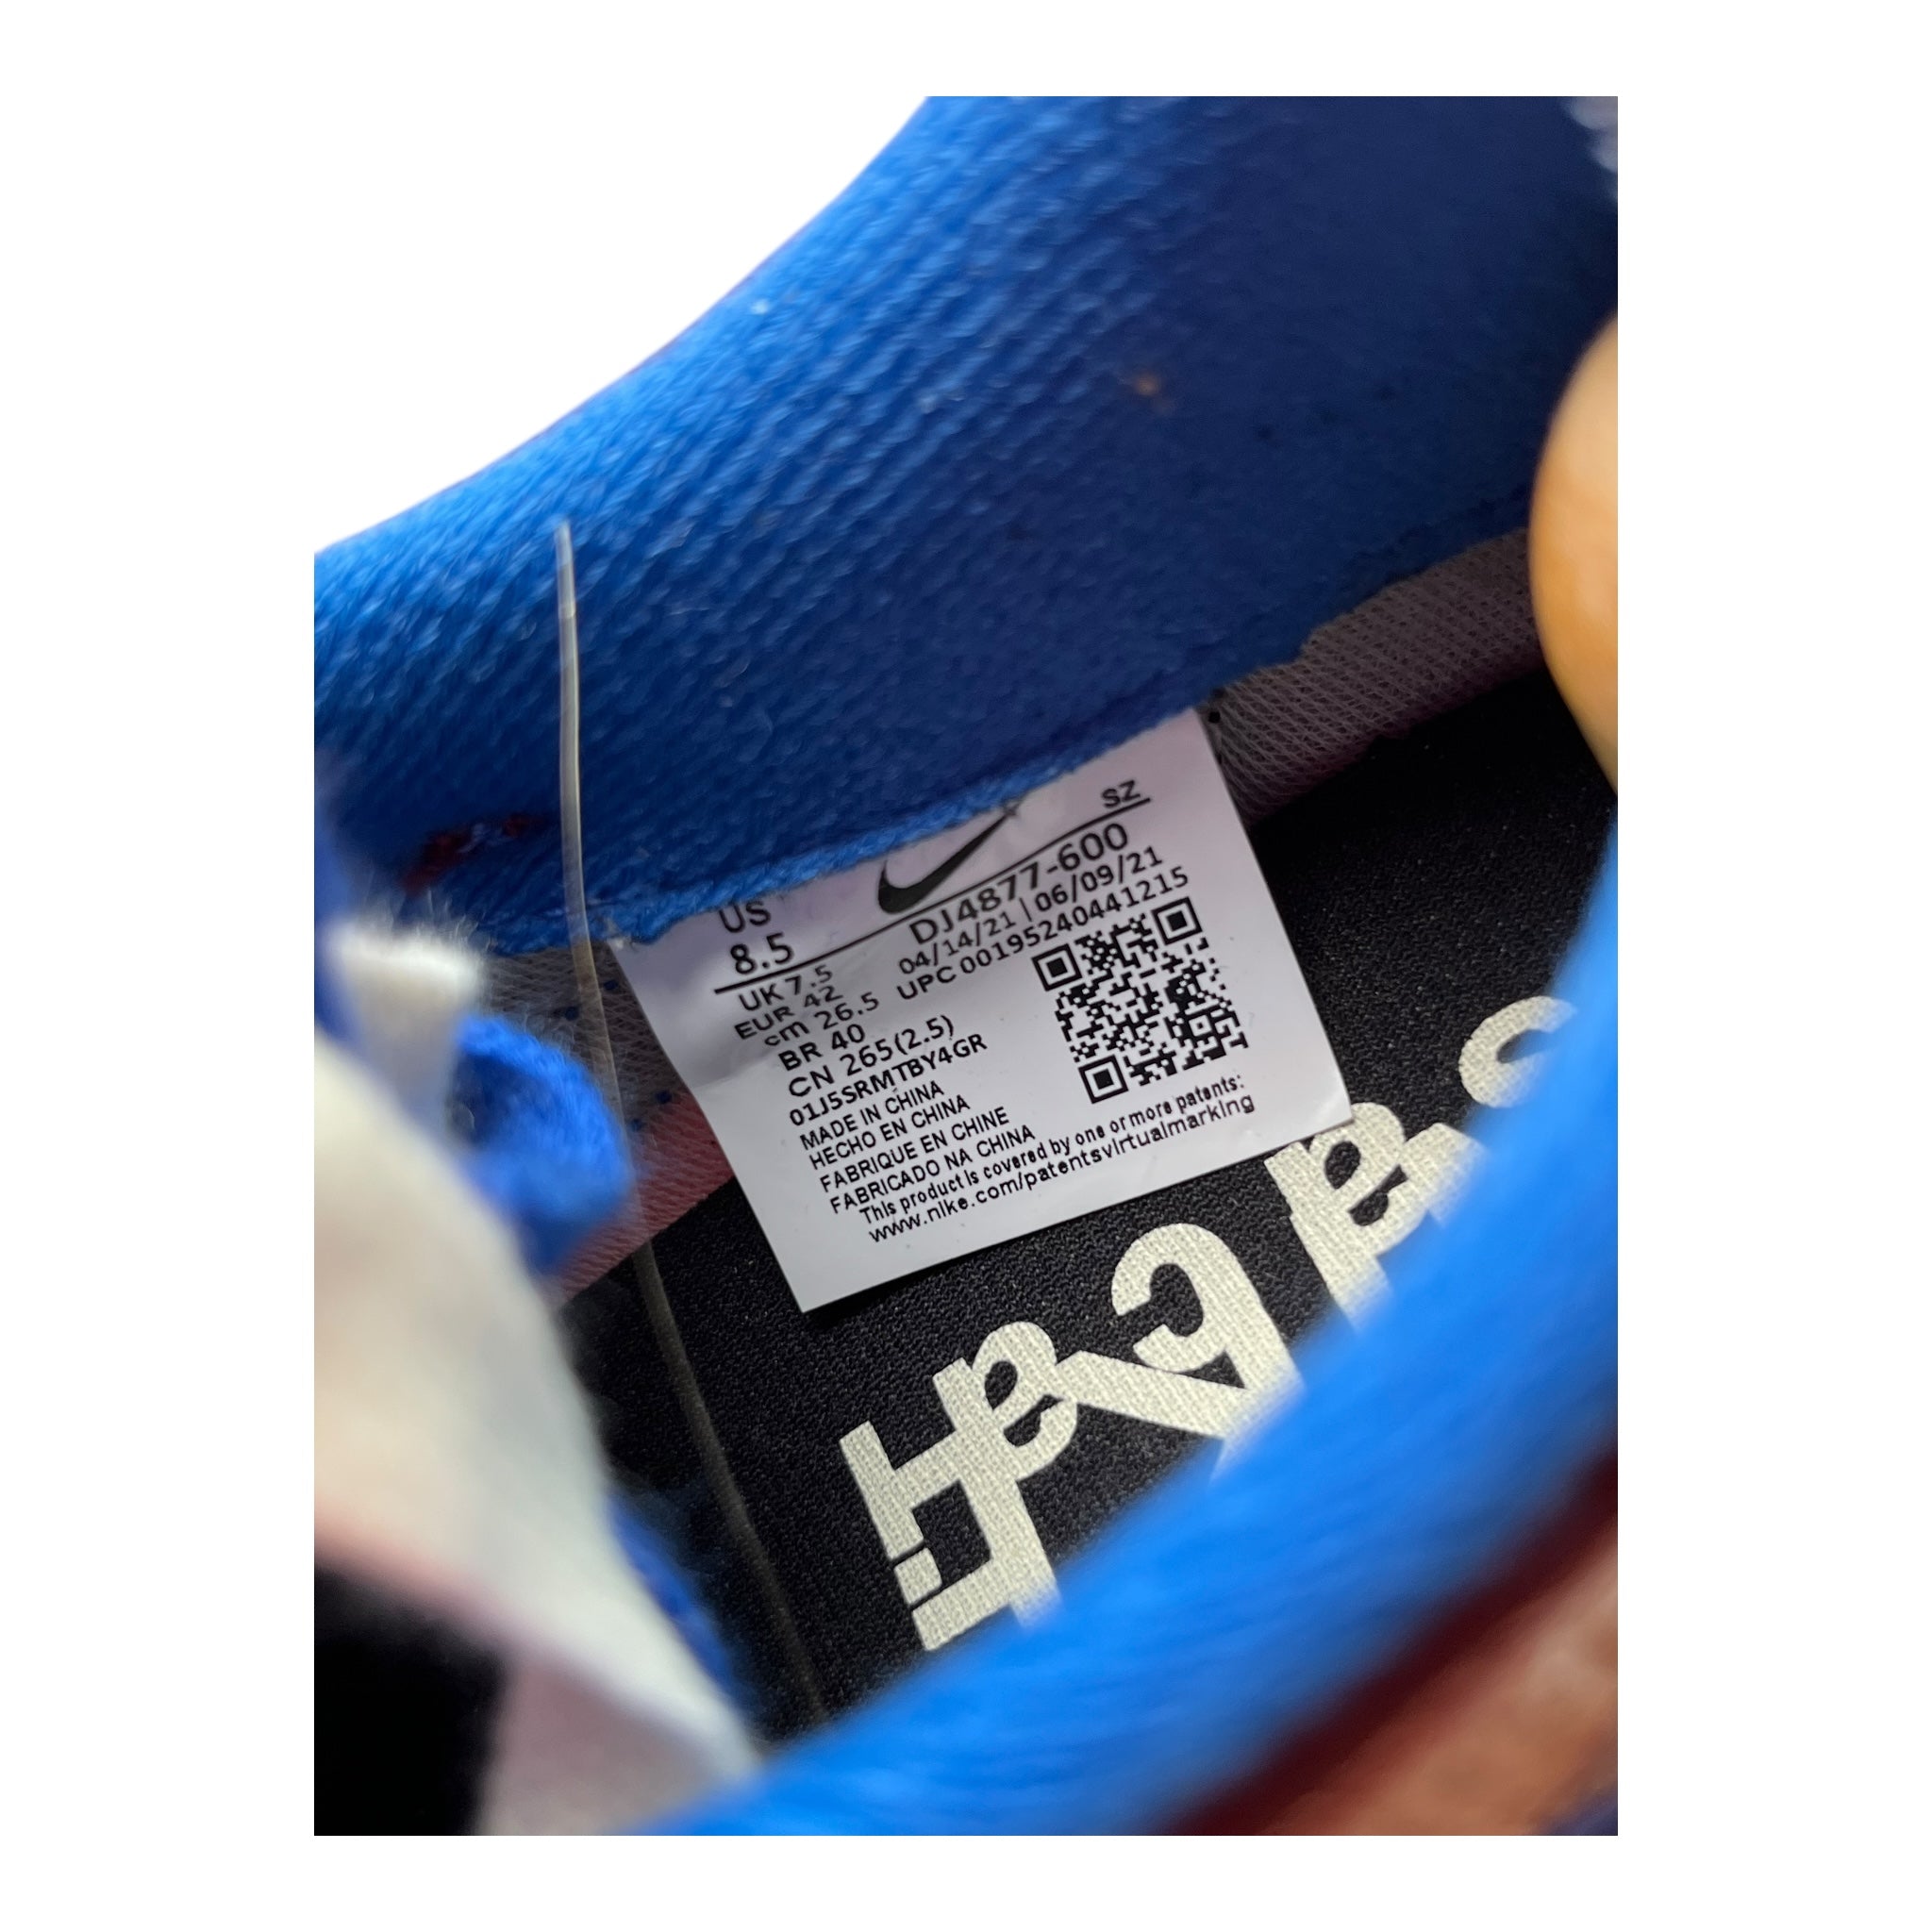 US SZ
8.5 DJ4877-600
UK 7.5 04/14/21 | 06/09/21
EUR 42 UPC 00195240441215
cm 26.5
BR 40
CN 265(2.5)
01J5SRMTBY4GR
MADE IN CHINA
HECHO EN CHINA
FABRIQUE EN CHINE
FABRICADO NA CHINA
This product is covered by one or more patents:
www.nike.com/patentsvirtualmarking